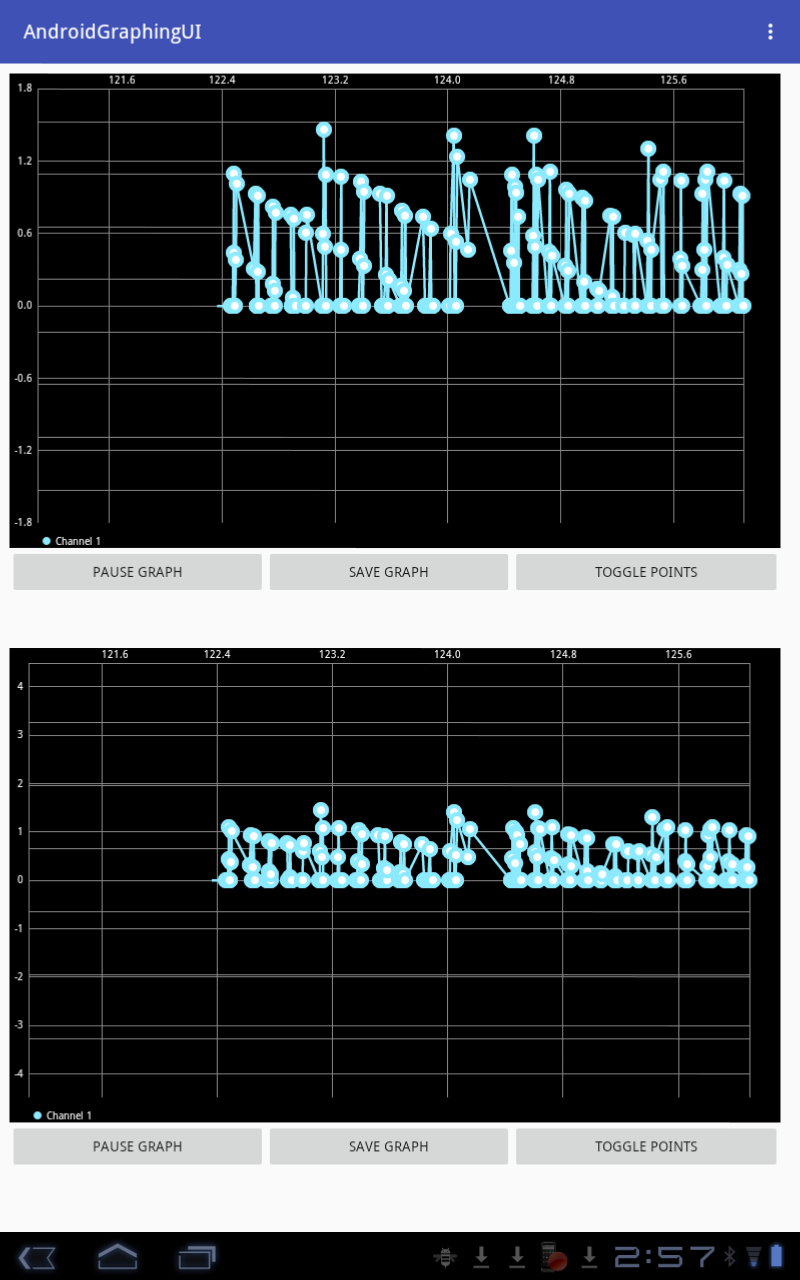 AndroidGraphingUI
121.6 122.4 123.2 124.0 124.8 125.6
1.8
1.2
0.6
0.0
-0.6
-1.2
-1.8
Channel 1
PAUSE GRAPH SAVE GRAPH TOGGLE POINTS
121.6 122.4 123.2 124.0 124.8 125.6
4
3
2
1
0
-1
-2
-3
-4
Channel 1
PAUSE GRAPH SAVE GRAPH TOGGLE POINTS
2:57